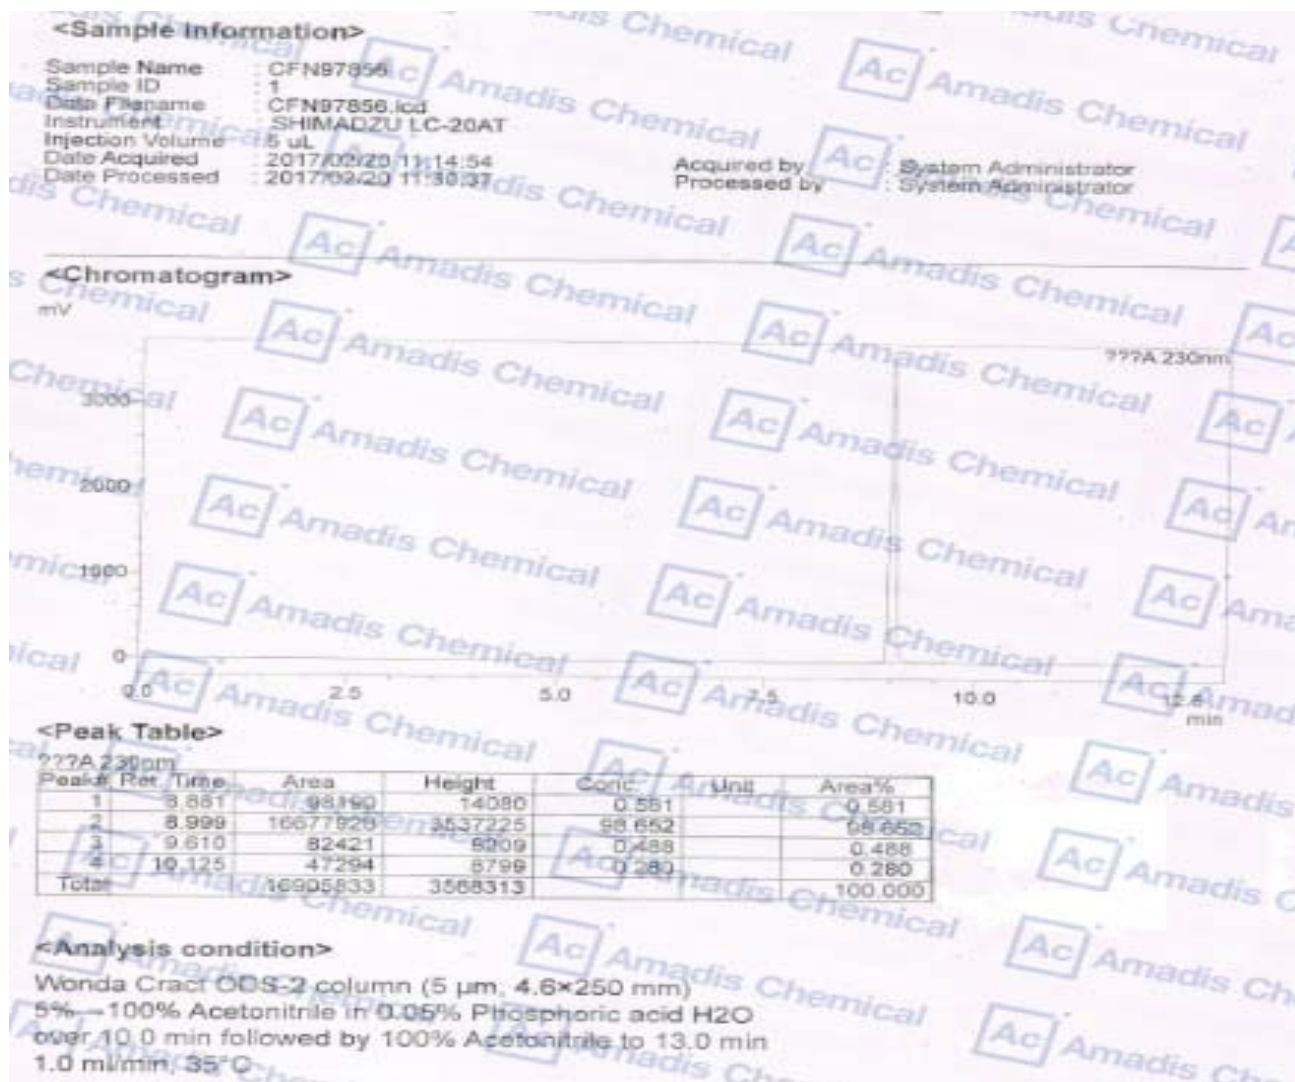 <Sample Information>
Sample Name : CFN97856
Sample ID : 1
Data Filename : CFN97856.lcd
Instrument : SHIMADZU LC-20AT
Injection Volume : 5 uL
Date Acquired : 2017/02/20 11:14:54
Date Processed : 2017/02/20 11:30:37
Acquired by : System Administrator
Processed by : System Administrator
<Chromatogram>
mV
???A 230nm
3000
2000
1000
0
0.0 2.5 5.0 7.5 10.0
min
<Peak Table>
???A 230nm
Peak# Ret. Time Area Height Conc. Unit Area%
1 8.881 98190 14080 0.581 0.581
2 8.999 16677928 3537225 98.652 98.652
3 9.610 82421 8209 0.488 0.488
4 10.125 47294 8799 0.280 0.280
Total 16905833 3568313 100.000
<Analysis condition>
Wonda Cract ODS-2 column (5 μm, 4.6×250 mm)
5%→100% Acetonitrile in 0.05% Phosphoric acid H2O
over 10.0 min followed by 100% Acetonitrile to 13.0 min
1.0 ml/min, 35°C
Ac Amadis Chemical